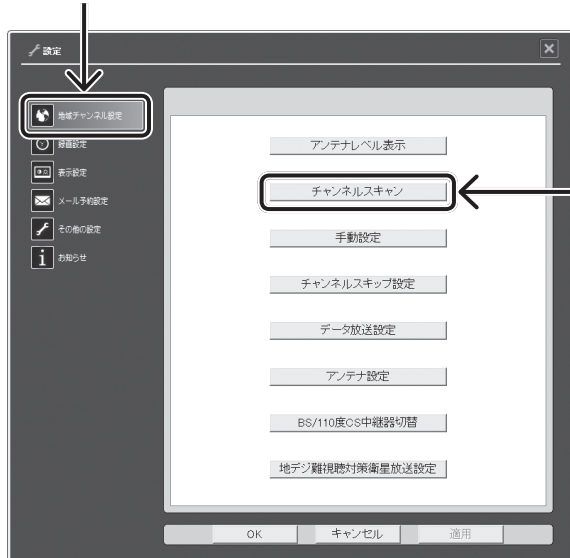 設定
地域チャンネル設定
録画設定
表示設定
メール予約設定
その他の設定
お知らせ
アンテナレベル表示
チャンネルスキャン
手動設定
チャンネルスキップ設定
データ放送設定
アンテナ設定
BS/110度CS中継器切替
地デジ難視聴対策衛星放送設定
OK
キャンセル
適用